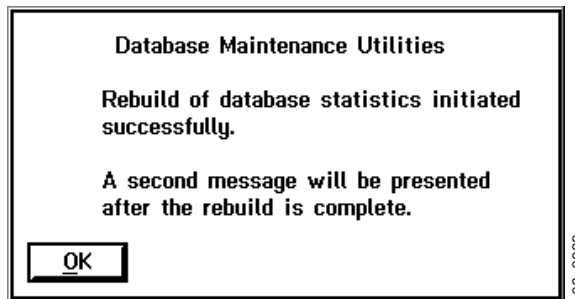 Database Maintenance Utilities
Rebuild of database statistics initiated
successfully.
A second message will be presented
after the rebuild is complete.
OK